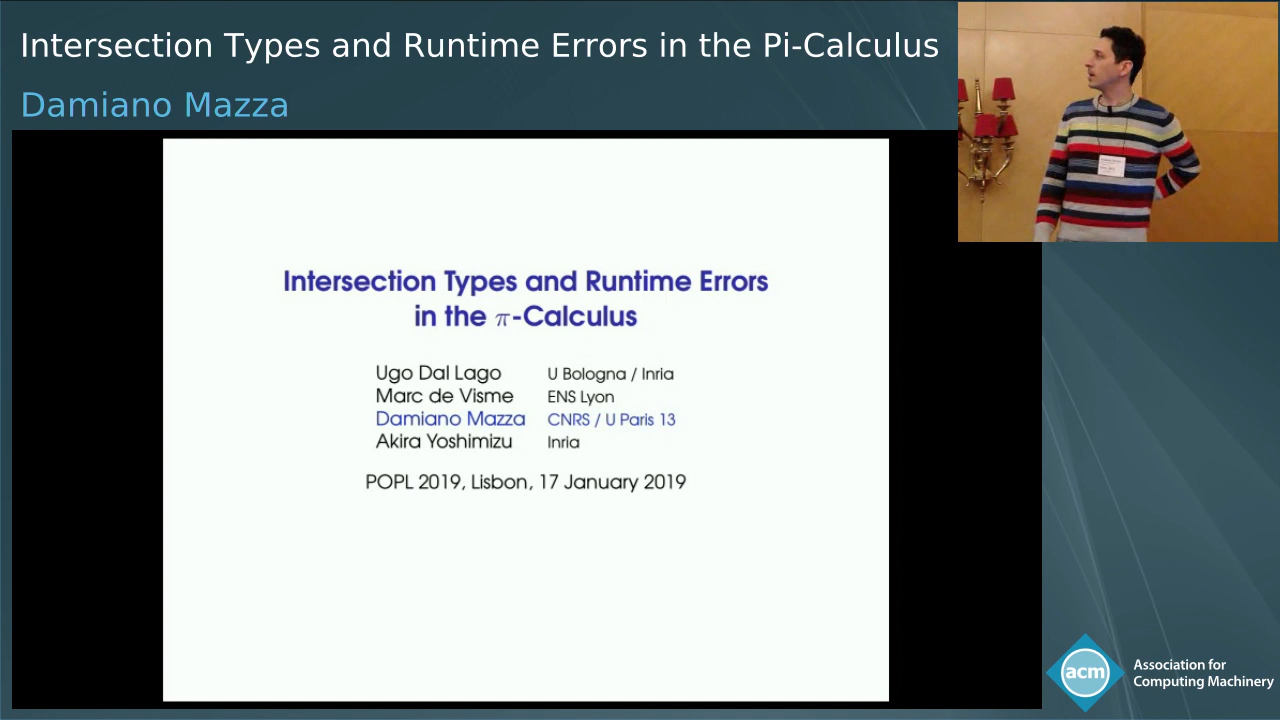 Intersection Types and Runtime Errors in the Pi-Calculus
Damiano Mazza
Intersection Types and Runtime Errors
in the π-Calculus
Ugo Dal Lago U Bologna / Inria
Marc de Visme ENS Lyon
Damiano Mazza CNRS / U Paris 13
Akira Yoshimizu Inria
POPL 2019, Lisbon, 17 January 2019
acm
Association for
Computing Machinery